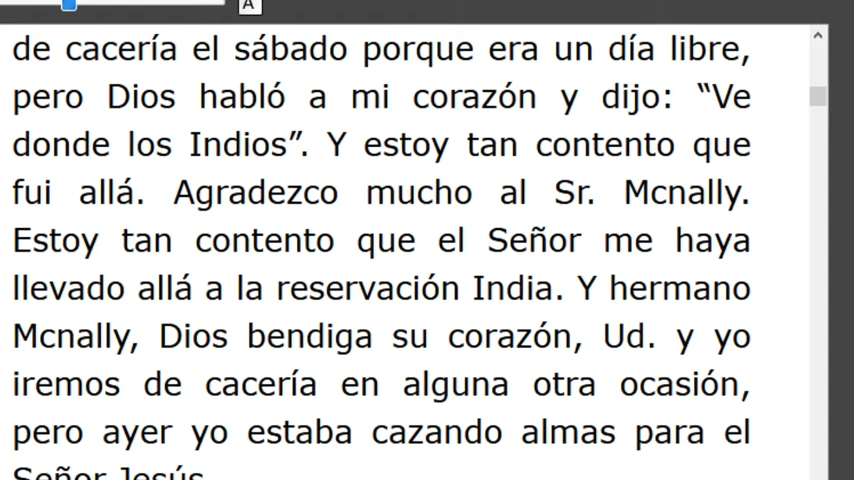 A
de cacería el sábado porque era un día libre,
pero Dios habló a mi corazón y dijo: “Ve
donde los Indios”. Y estoy tan contento que
fui allá. Agradezco mucho al Sr. Mcnally.
Estoy tan contento que el Señor me haya
llevado allá a la reservación India. Y hermano
Mcnally, Dios bendiga su corazón, Ud. y yo
iremos de cacería en alguna otra ocasión,
pero ayer yo estaba cazando almas para el
Señor Jesús.